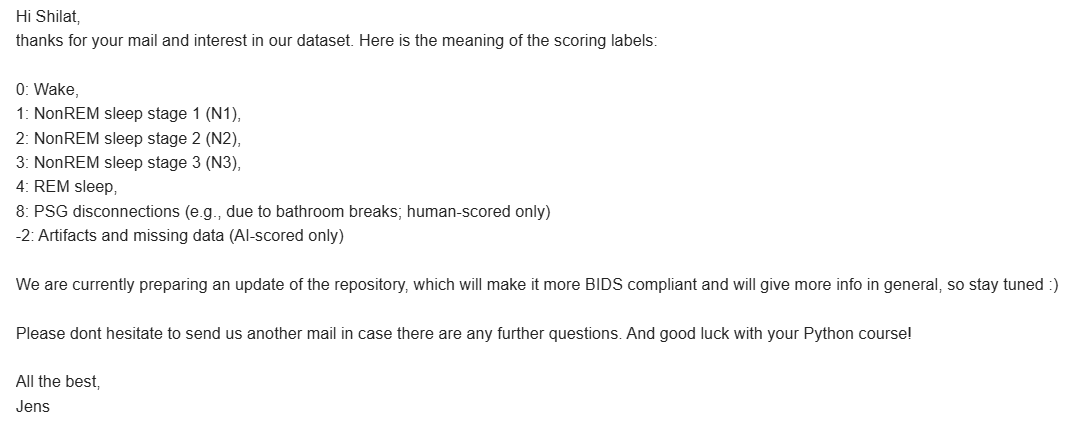 Hi Shilat,
thanks for your mail and interest in our dataset. Here is the meaning of the scoring labels:
0: Wake,
1: NonREM sleep stage 1 (N1),
2: NonREM sleep stage 2 (N2),
3: NonREM sleep stage 3 (N3),
4: REM sleep,
8: PSG disconnections (e.g., due to bathroom breaks; human-scored only)
-2: Artifacts and missing data (AI-scored only)
We are currently preparing an update of the repository, which will make it more BIDS compliant and will give more info in general, so stay tuned :)
Please dont hesitate to send us another mail in case there are any further questions. And good luck with your Python course!
All the best,
Jens